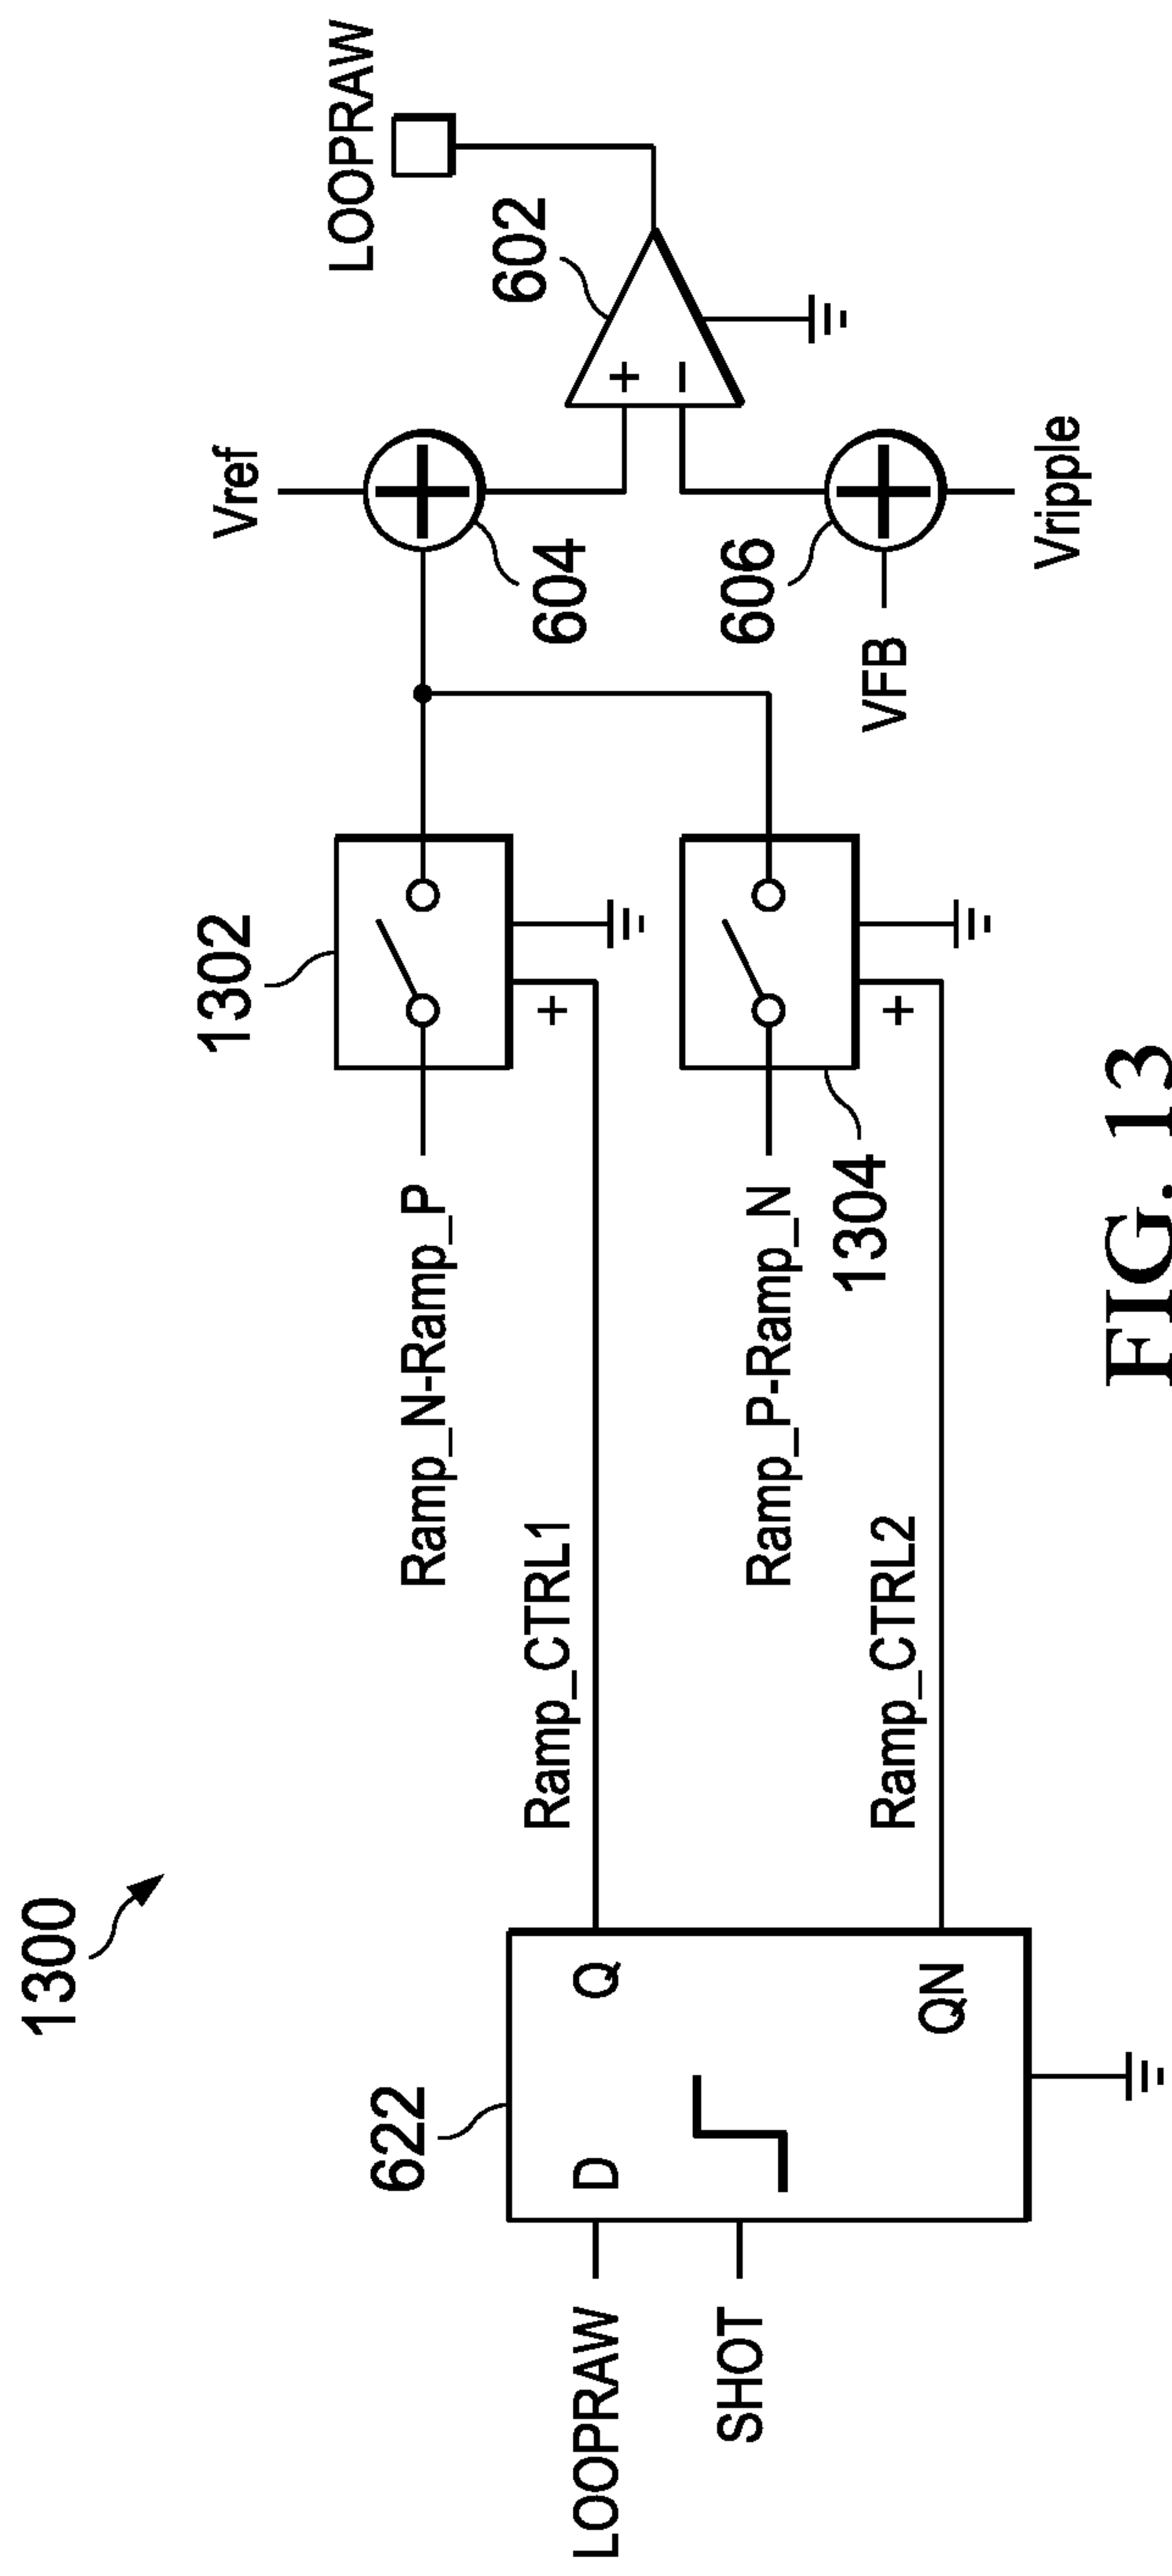 1300
622
LOOPRAW
D
Q
SHOT
QN
Ramp_CTRL1
Ramp_CTRL2
Ramp_N-Ramp_P
1302
+
Ramp_P-Ramp_N
1304
+
Vref
604
606
VFB
Vripple
+
−
602
LOOPRAW
FIG. 13